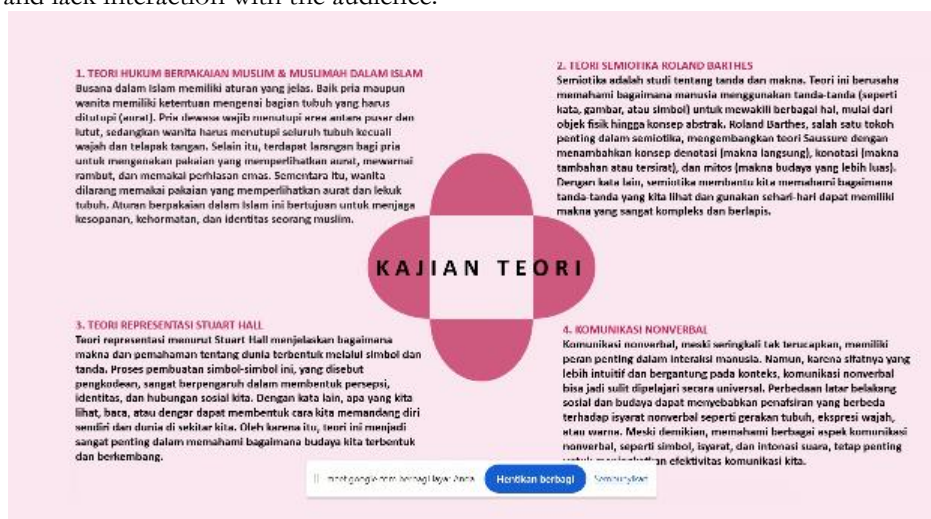 and lack interaction with the audience.
1. TEORI HUKUM BERPAKAIAN MUSLIM & MUSLIMAH DALAM ISLAM
Busana dalam Islam memiliki aturan yang jelas. Baik pria maupun
wanita memiliki ketentuan mengenai bagian tubuh yang harus
ditutupi (aurat). Pria dewasa wajib menutupi area antara pusar dan
lutut, sedangkan wanita harus menutupi seluruh tubuh kecuali
wajah dan telapak tangan. Selain itu, terdapat larangan bagi pria
untuk mengenakan pakaian yang memperlihatkan aurat, mewarnai
rambut, dan memakai perhiasan emas. Sementara itu, wanita
dilarang memakai pakaian yang memperlihatkan aurat dan lekuk
tubuh. Aturan berpakaian dalam Islam ini bertujuan untuk menjaga
kesopanan, kehormatan, dan identitas seorang muslim.
2. TEORI SEMIOTIKA ROLAND BARTHES
Semiotika adalah studi tentang tanda dan makna. Teori ini berusaha
memahami bagaimana manusia menggunakan tanda-tanda (seperti
kata, gambar, atau simbol) untuk mewakili berbagai hal, mulai dari
objek fisik hingga konsep abstrak. Roland Barthes, salah satu tokoh
penting dalam semiotika, mengembangkan teori Saussure dengan
menambahkan konsep denotasi (makna langsung), konotasi (makna
tambahan atau tersirat), dan mitos (makna budaya yang lebih luas).
Dengan kata lain, semiotika membantu kita memahami bagaimana
tanda-tanda yang kita lihat dan gunakan sehari-hari dapat memiliki
makna yang sangat kompleks dan berlapis.
KAJIAN TEORI
3. TEORI REPRESENTASI STUART HALL
Teori representasi menurut Stuart Hall menjelaskan bagaimana
makna dan pemahaman tentang dunia terbentuk melalui simbol dan
tanda. Proses pembuatan simbol-simbol ini, yang disebut
pengkodean, sangat berpengaruh dalam membentuk persepsi,
identitas, dan hubungan sosial kita. Dengan kata lain, apa yang kita
lihat, baca, atau dengar dapat membentuk cara kita memandang diri
sendiri dan dunia di sekitar kita. Oleh karena itu, teori ini menjadi
sangat penting dalam memahami bagaimana budaya kita terbentuk
dan berkembang.
4. KOMUNIKASI NONVERBAL
Komunikasi nonverbal, meski seringkali tak terucapkan, memiliki
peran penting dalam interaksi manusia. Namun, karena sifatnya yang
lebih intuitif dan bergantung pada konteks, komunikasi nonverbal
bisa jadi sulit dipelajari secara universal. Perbedaan latar belakang
sosial dan budaya dapat menyebabkan penafsiran yang berbeda
terhadap isyarat nonverbal seperti gerakan tubuh, ekspresi wajah,
atau warna. Meski demikian, memahami berbagai aspek komunikasi
nonverbal, seperti simbol, isyarat, dan intonasi suara, tetap penting
efektivitas komunikasi kita.
meet.google.com berbagi layar Anda. Hentikan berbagi Sembunyikan